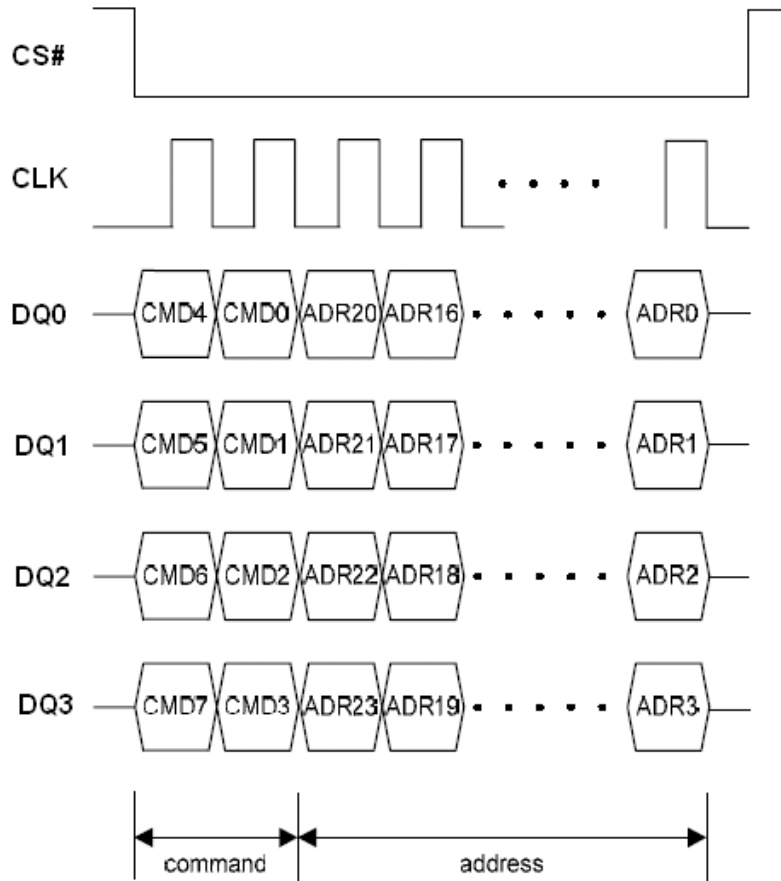 CS#
CLK
DQ0 CMD4 CMD0 ADR20 ADR16 ADR0
DQ1 CMD5 CMD1 ADR21 ADR17 ADR1
DQ2 CMD6 CMD2 ADR22 ADR18 ADR2
DQ3 CMD7 CMD3 ADR23 ADR19 ADR3
command address